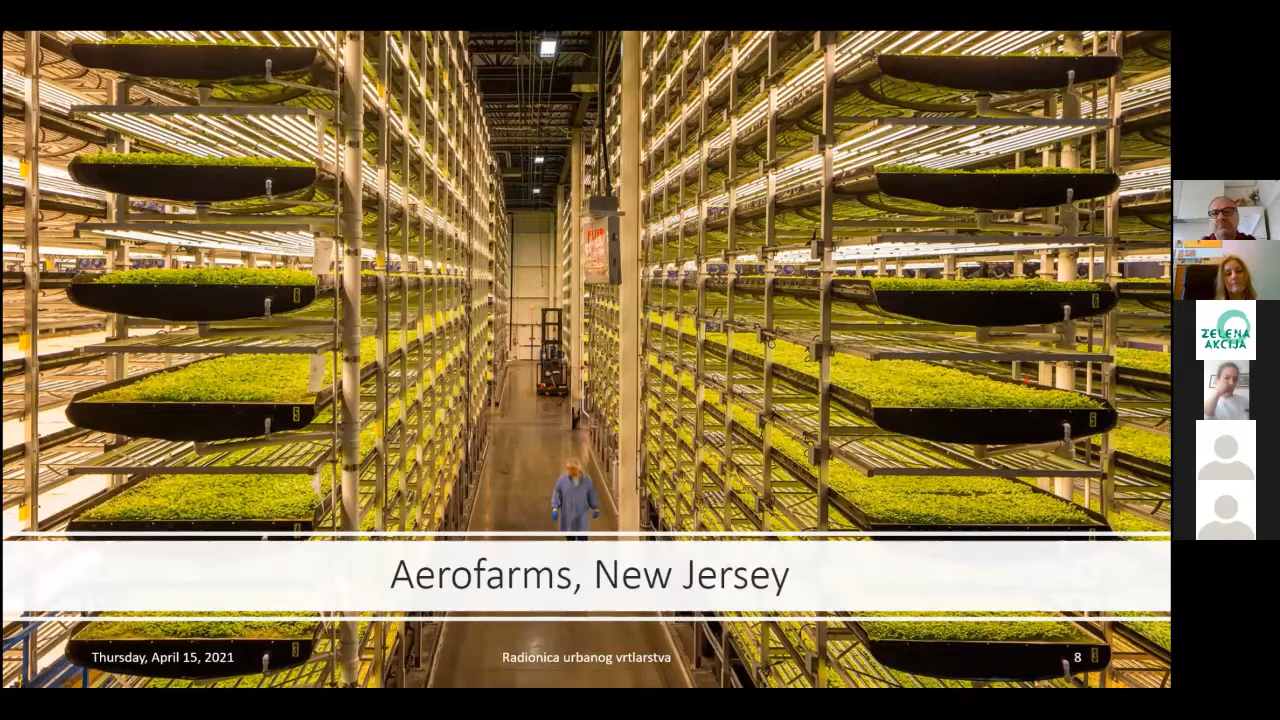 Aerofarms, New Jersey
Thursday, April 15, 2021
Radionica urbanog vrtlarstva
8
ZELENA
AKCIJA